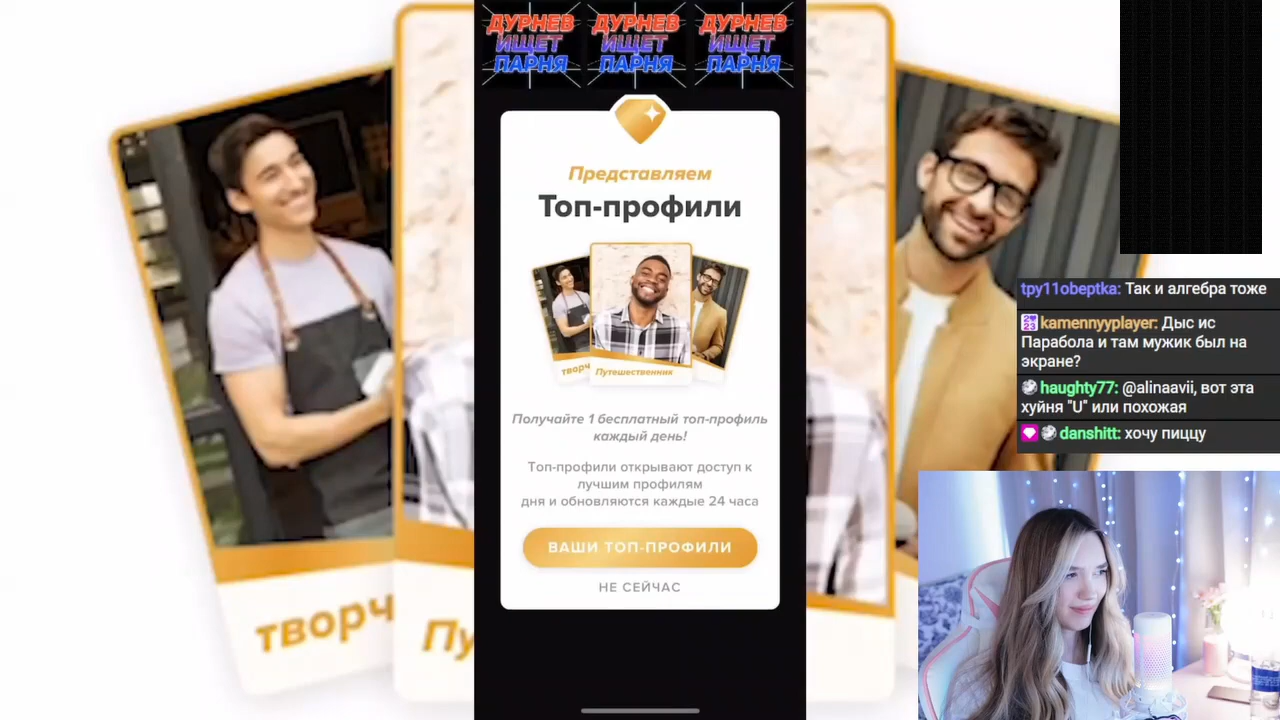 ДУРНЕВ
ИЩЕТ
ПАРНЯ
ДУРНЕВ
ИЩЕТ
ПАРНЯ
ДУРНЕВ
ИЩЕТ
ПАРНЯ
Представляем
Топ-профили
творч
Путешественник
Получайте 1 бесплатный топ-профиль
каждый день!
Топ-профили открывают доступ к
лучшим профилям
дня и обновляются каждые 24 часа
ВАШИ ТОП-ПРОФИЛИ
НЕ СЕЙЧАС
творч
Пу
tpy11obeptka: Так и алгебра тоже
kamennyyplayer: Дыс ис
Парабола и там мужик был на
экране?
haughty77: @alinaavii, вот эта
хуйня "U" или похожая
danshitt: хочу пиццу